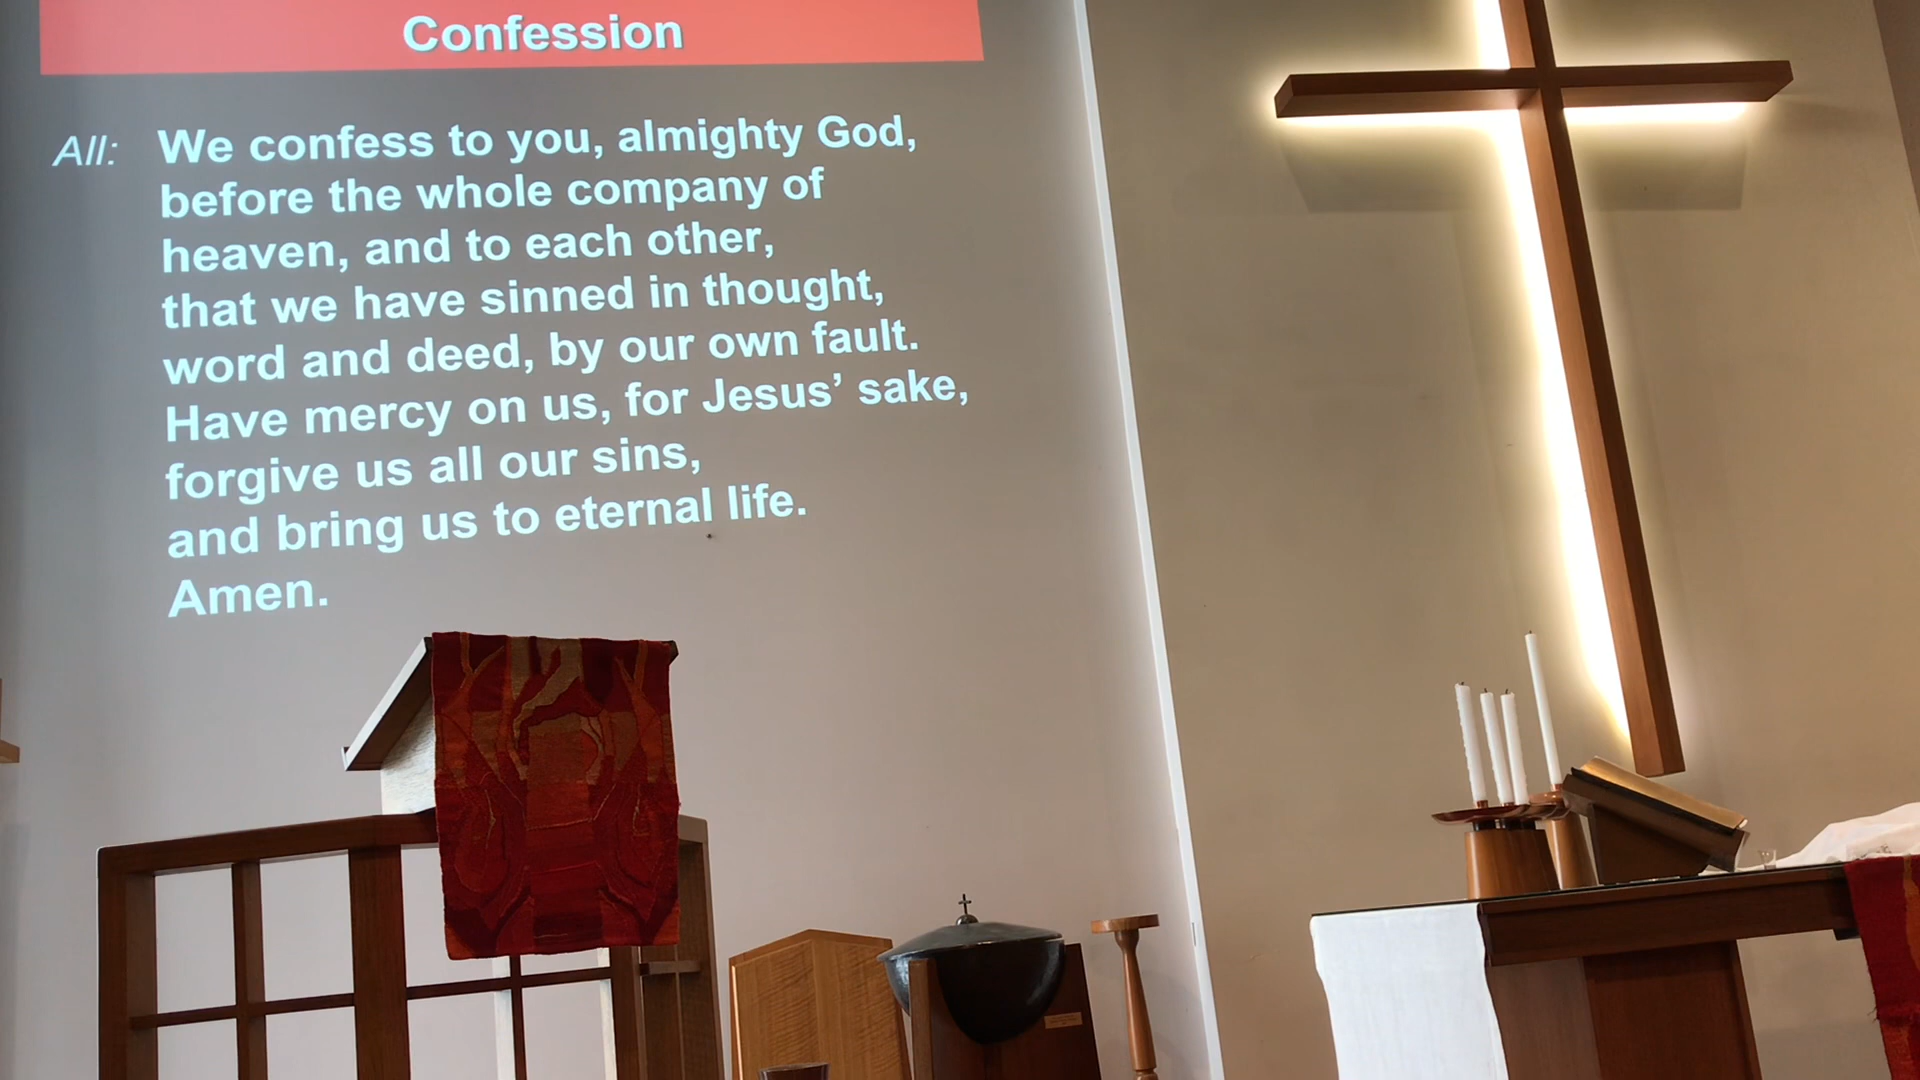 Confession
All: We confess to you, almighty God,
before the whole company of
heaven, and to each other,
that we have sinned in thought,
word and deed, by our own fault.
Have mercy on us, for Jesus’ sake,
forgive us all our sins,
and bring us to eternal life.
Amen.